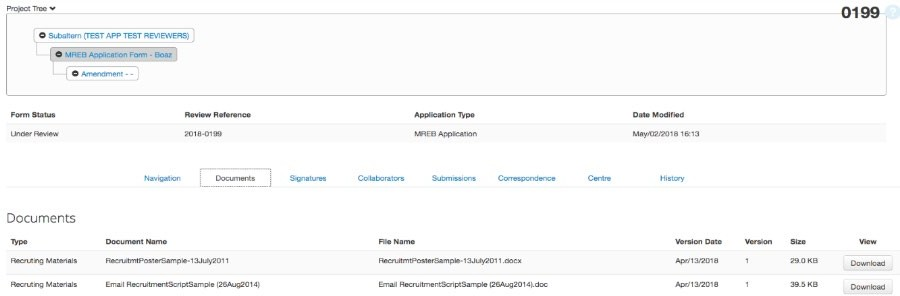 Project Tree
0199 ?
Subaltern (TEST APP TEST REVIEWERS)
MREB Application Form - Boaz
Amendment - -
Form Status Review Reference Application Type Date Modified
Under Review 2018-0199 MREB Application May/02/2018 16:13
Navigation Documents Signatures Collaborators Submissions Correspondence Centre History
Documents
Type Document Name File Name Version Date Version Size View
Recruting Materials RecruitmtPosterSample-13July2011 RecruitmtPosterSample-13July2011.docx Apr/13/2018 1 29.0 KB Download
Recruting Materials Email RecruitmentScriptSample (26Aug2014) Email RecruitmentScriptSample (26Aug2014).doc Apr/13/2018 1 39.5 KB Download